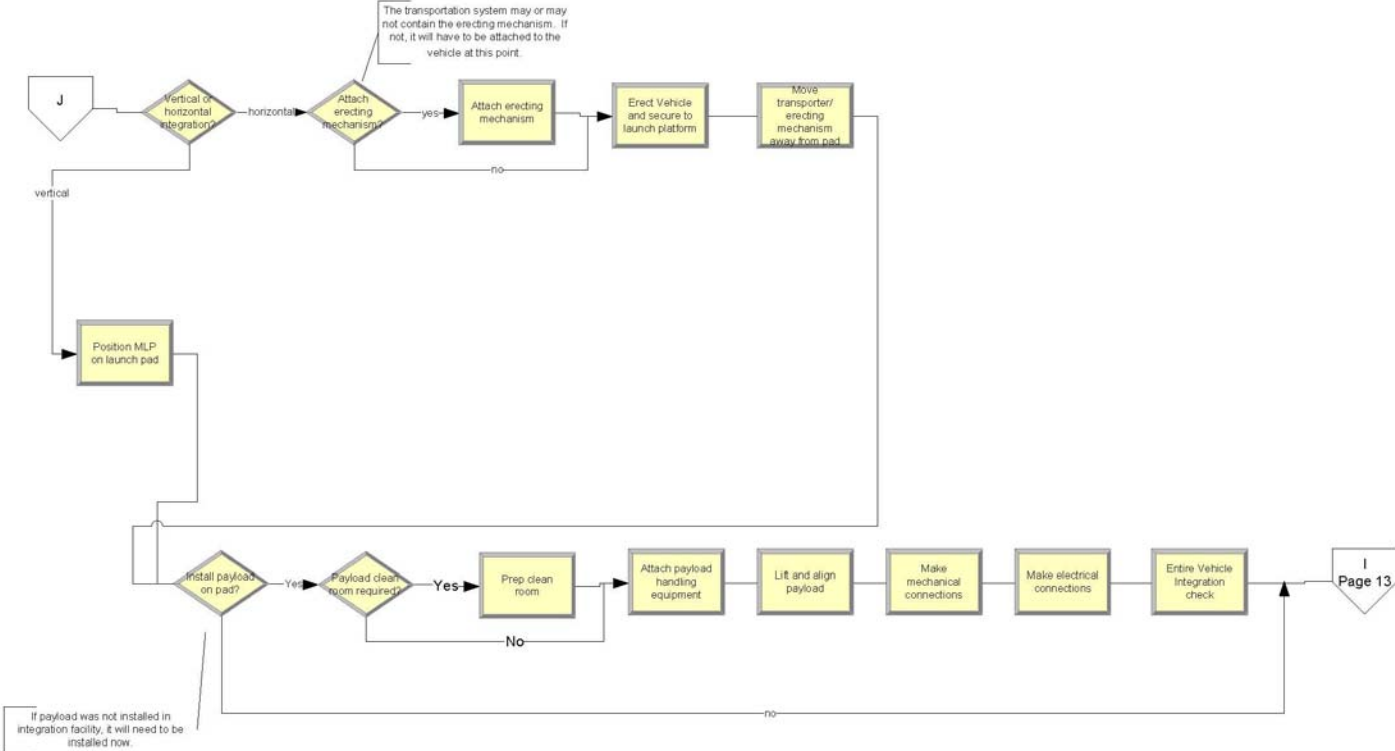 The transportation system may or may
not contain the erecting mechanism. If
not, it will have to be attached to the
vehicle at this point.
J
Vertical or
horizontal
integration?
horizontal
Attach
erecting
mechanism?
yes
Attach erecting
mechanism
Erect Vehicle
and secure to
launch platform
Move
transporter/
erecting
mechanism
away from pad
no
vertical
Position MLP
on launch pad
Install payload
on pad?
Yes
Payload clean
room required?
Yes
Prep clean
room
Attach payload
handling
equipment
Lift and align
payload
Make
mechanical
connections
Make electrical
connections
Entire Vehicle
Integration
check
I
Page 13
No
no
If payload was not installed in
integration facility, it will need to be
installed now.